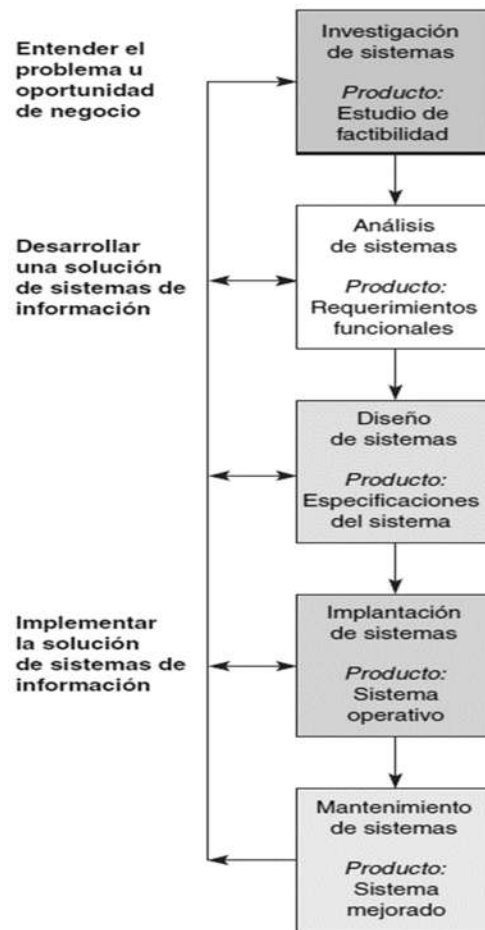 Entender el
problema u
oportunidad
de negocio
Investigación
de sistemas
Producto:
Estudio de
factibilidad
Desarrollar
una solución
de sistemas de
información
Análisis
de sistemas
Producto:
Requerimientos
funcionales
Diseño
de sistemas
Producto:
Especificaciones
del sistema
Implementar
la solución
de sistemas de
información
Implantación
de sistemas
Producto:
Sistema
operativo
Mantenimiento
de sistemas
Producto:
Sistema
mejorado